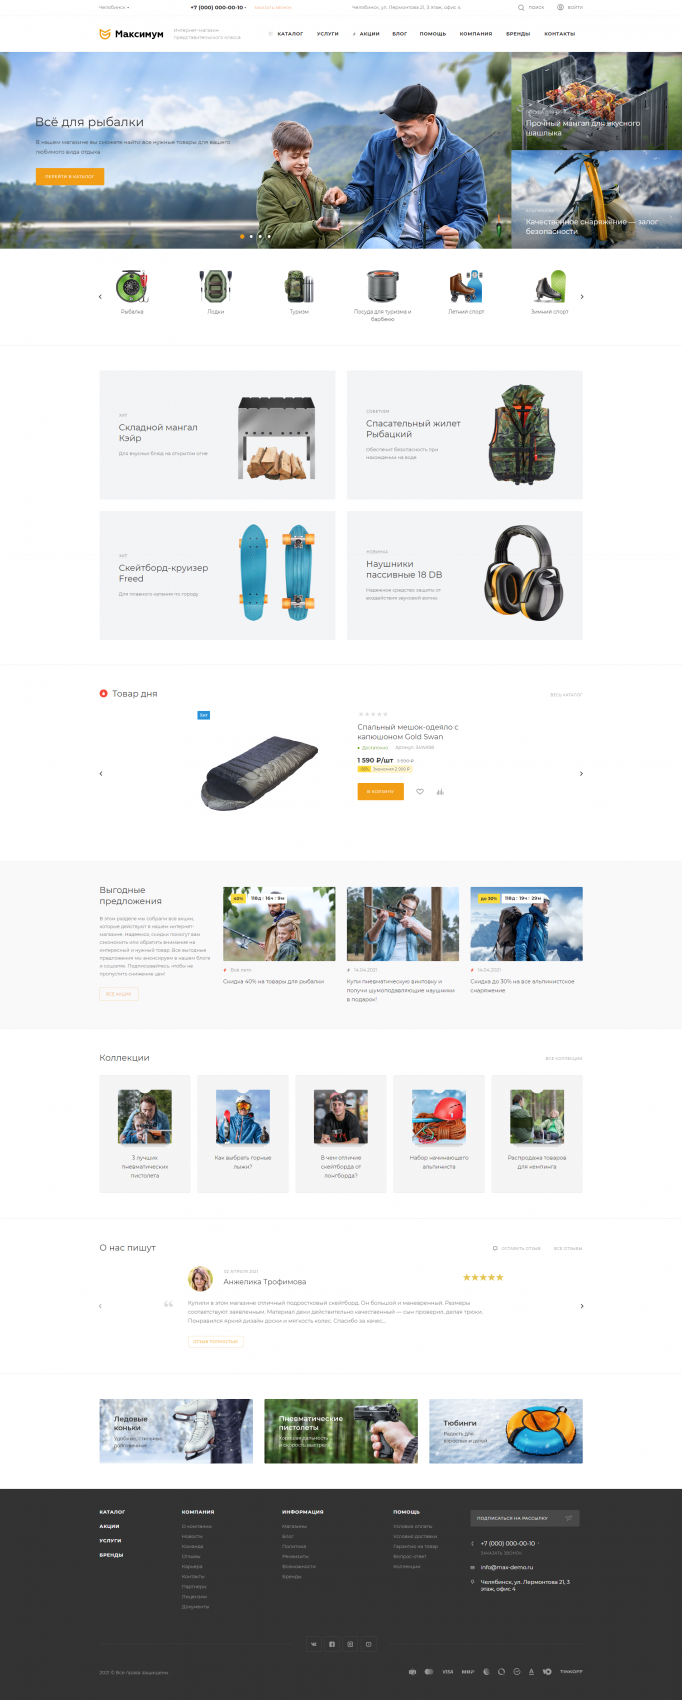 Челябинск
+7 (000) 000-00-10
ЗАКАЗАТЬ ЗВОНОК
Челябинск, ул. Лермонтова 21, 3 этаж, офис 4
ПОИСК
ВОЙТИ
Максимум
Интернет-магазин
представительского класса
КАТАЛОГ
УСЛУГИ
АКЦИИ
БЛОГ
ПОМОЩЬ
КОМПАНИЯ
БРЕНДЫ
КОНТАКТЫ
Всё для рыбалки
В нашем магазине вы сможете найти все нужные товары для вашего
любимого вида отдыха
ПЕРЕЙТИ В КАТАЛОГ
Прочный мангал для вкусного
шашлыка
Качественное снаряжение — залог
безопасности
Рыбалка
Лодки
Туризм
Посуда для туризма и
барбекю
Летний спорт
Зимний спорт
ХИТ
Складной мангал
Кэйр
Для вкусных блюд на открытом огне
СОВЕТУЕМ
Спасательный жилет
Рыбацкий
Обеспечит безопасность при
нахождении на воде
ХИТ
Скейтборд-круизер
Freed
Для плавного катания по городу
НОВИНКА
Наушники
пассивные 18 DB
Надежное средство защиты от
воздействия звуковой волны
Товар дня
ВЕСЬ КАТАЛОГ
Хит
Спальный мешок-одеяло с
капюшоном Gold Swan
Достаточно
1 590 ₽/шт
Экономия 2 000 ₽
В КОРЗИНУ
Выгодные
предложения
В этом разделе мы собрали все акции,
которые действуют в нашем интернет-
магазине. Надеемся, скидки помогут вам
сэкономить или обратить внимание на
интересный и нужный товар. Все выгодные
предложения мы анонсируем в нашем блоге
и соцсетях. Подписывайтесь, чтобы не
пропустить снижение цен!
ВСЕ АКЦИИ
40%
118д : 16ч : 9м
Все лето
Скидка 40% на товары для рыбалки
14.04.2021
Купи пневматическую винтовку и
получи шумоподавляющие наушники
в подарок!
до 30%
118д : 19ч : 29м
14.04.2021
Скидка до 30% на все альпинистское
снаряжение
Коллекции
ВСЕ КОЛЛЕКЦИИ
3 лучших
пневматических
пистолета
Как выбрать горные
лыжи?
В чем отличие
скейтборда от
лонгборда?
Набор начинающего
альпиниста
Распродажа товаров
для кемпинга
О нас пишут
ОСТАВИТЬ ОТЗЫВ
ВСЕ ОТЗЫВЫ
02 АПРЕЛЯ 2021
Анжелика Трофимова
Купили в этом магазине отличный подростковый скейтборд. Он большой и маневренный. Размеры
соответствуют заявленным. Материал деки действительно качественный — сын проверил, делая трюки.
Понравился яркий дизайн доски и мягкость колес. Спасибо за качес...
ОТЗЫВ ПОЛНОСТЬЮ
Ледовые
коньки
Удобные, стильные,
Пневматические
пистолеты
и скорость выстрела
Тюбинги
Радость для
взрослых и детей
КАТАЛОГ
АКЦИИ
УСЛУГИ
БРЕНДЫ
КОМПАНИЯ
О компании
Новости
Команда
Отзывы
Карьера
Контакты
Партнеры
Лицензии
Документы
ИНФОРМАЦИЯ
Магазины
Блог
Политика
Реквизиты
Возможности
Бренды
ПОМОЩЬ
Условия оплаты
Условия доставки
Гарантия на товар
Вопрос-ответ
Коллекции
ПОДПИСАТЬСЯ НА РАССЫЛКУ
+7 (000) 000-00-10
ЗАКАЗАТЬ ЗВОНОК
info@max-demo.ru
Челябинск, ул. Лермонтова 21, 3
этаж, офис 4
2021 © Все права защищены
VISA
МИР
ТИНЬКОФФ